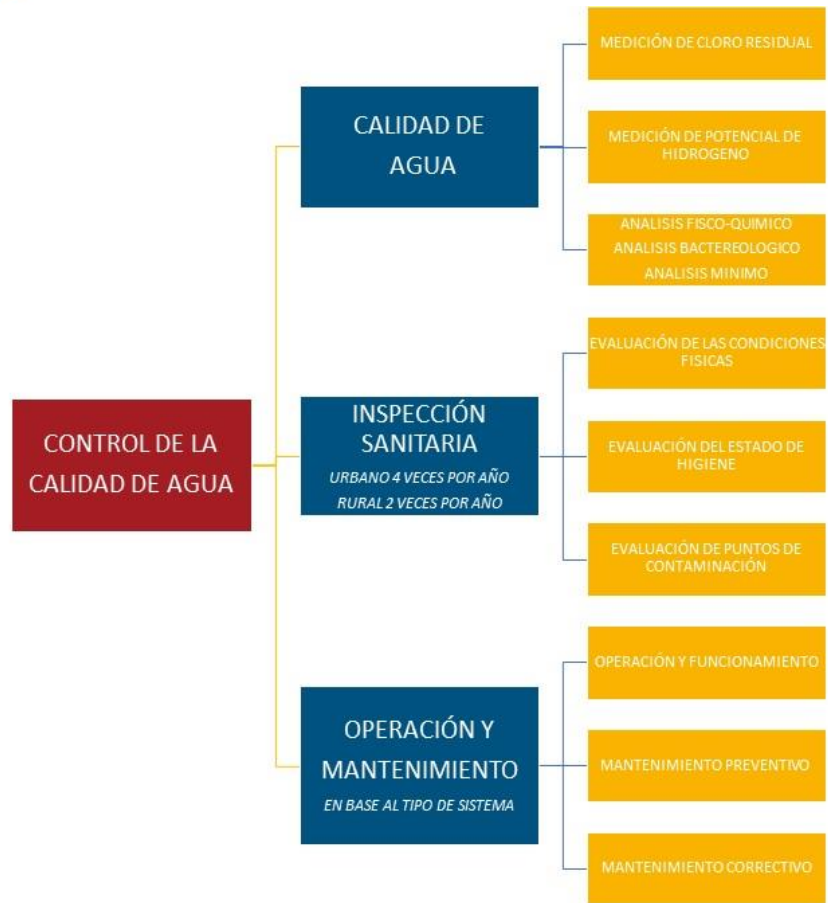 CONTROL DE LA
CALIDAD DE AGUA
CALIDAD DE
AGUA
MEDICIÓN DE CLORO RESIDUAL
MEDICIÓN DE POTENCIAL DE
HIDROGENO
ANALISIS FISCO-QUIMICO
ANALISIS BACTEREOLOGICO
ANALISIS MINIMO
INSPECCIÓN
SANITARIA
URBANO 4 VECES POR AÑO
RURAL 2 VECES POR AÑO
EVALUACIÓN DE LAS CONDICIONES
FISICAS
EVALUACIÓN DEL ESTADO DE
HIGIENE
EVALUACIÓN DE PUNTOS DE
CONTAMINACIÓN
OPERACIÓN Y
MANTENIMIENTO
EN BASE AL TIPO DE SISTEMA
OPERACIÓN Y FUNCIONAMIENTO
MANTENIMIENTO PREVENTIVO
MANTENIMIENTO CORRECTIVO